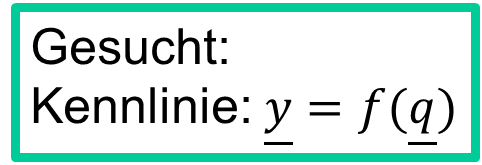 Gesucht:
Kennlinie: y = f(q)